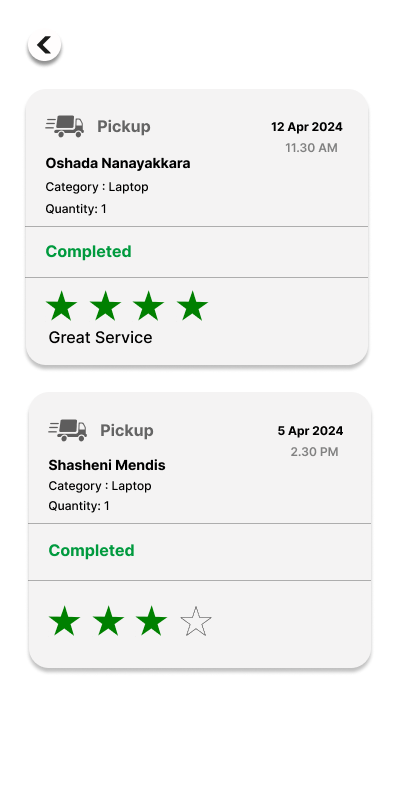 Pickup
12 Apr 2024
11.30 AM
Oshada Nanayakkara
Category : Laptop
Quantity: 1
Completed
Great Service
Pickup
5 Apr 2024
2.30 PM
Shasheni Mendis
Category : Laptop
Quantity: 1
Completed